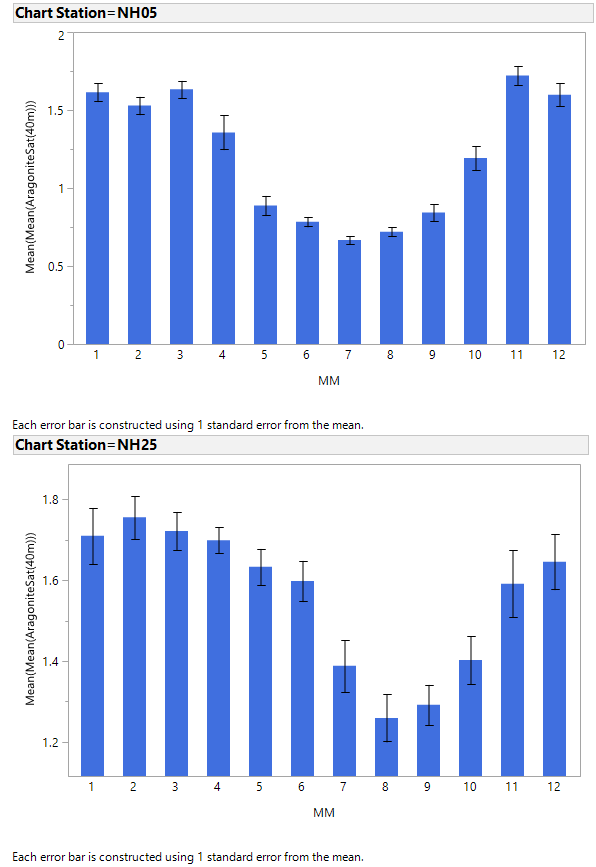 Chart Station=NH05
2
1.5
1
0.5
0
Mean(Mean(AragoniteSat(40m)))
1 2 3 4 5 6 7 8 9 10 11 12
MM
Each error bar is constructed using 1 standard error from the mean.
Chart Station=NH25
1.8
1.6
1.4
1.2
Mean(Mean(AragoniteSat(40m)))
1 2 3 4 5 6 7 8 9 10 11 12
MM
Each error bar is constructed using 1 standard error from the mean.